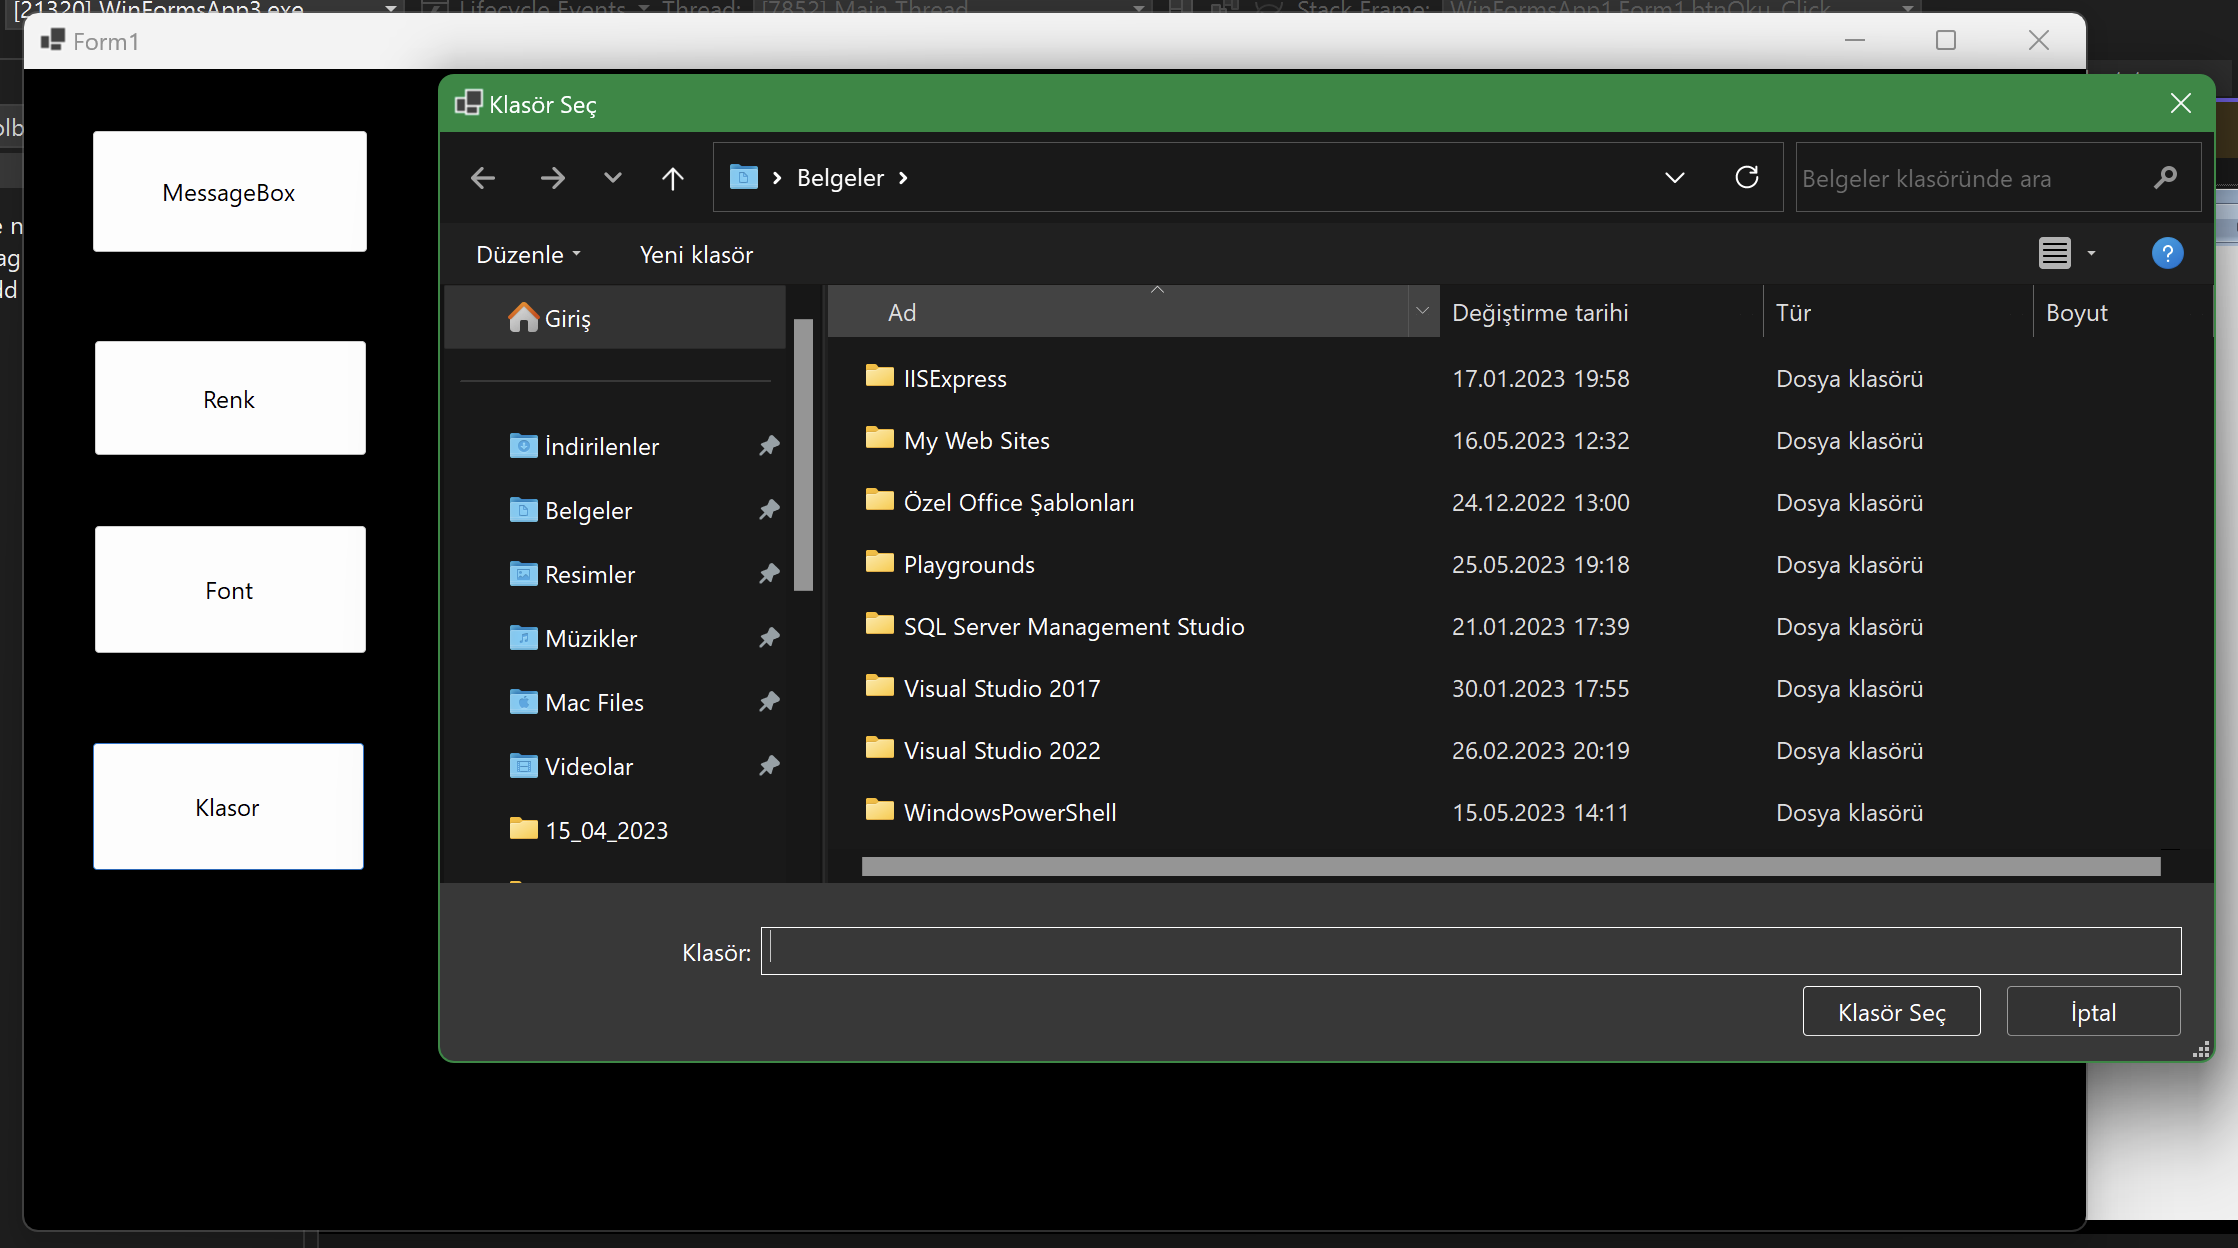 [21320] WinFormsApp3.exe Lifecycle Events Thread: [7852] Main Thread Stack Frame: WinFormsApp1.Form1.btnOku_Click
Form1
Klasör Seç
Belgeler
Belgeler klasöründe ara
Düzenle Yeni klasör
MessageBox
Renk
Font
Klasor
Giriş
İndirilenler
Belgeler
Resimler
Müzikler
Mac Files
Videolar
15_04_2023
Ad Değiştirme tarihi Tür Boyut
IISExpress 17.01.2023 19:58 Dosya klasörü
My Web Sites 16.05.2023 12:32 Dosya klasörü
Özel Office Şablonları 24.12.2022 13:00 Dosya klasörü
Playgrounds 25.05.2023 19:18 Dosya klasörü
SQL Server Management Studio 21.01.2023 17:39 Dosya klasörü
Visual Studio 2017 30.01.2023 17:55 Dosya klasörü
Visual Studio 2022 26.02.2023 20:19 Dosya klasörü
WindowsPowerShell 15.05.2023 14:11 Dosya klasörü
Klasör:
Klasör Seç İptal